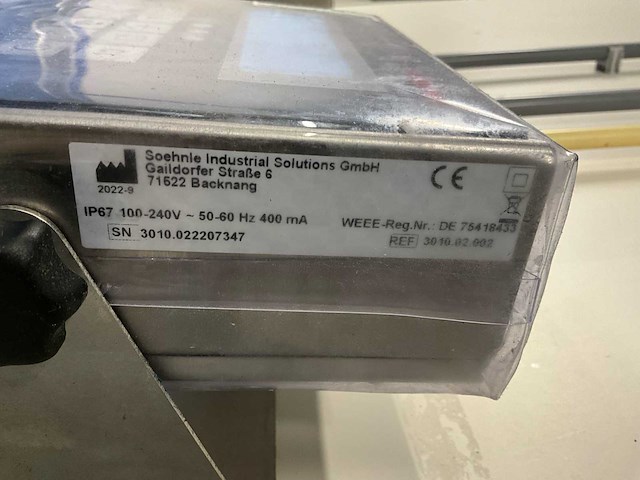 Soehnle Industrial Solutions GmbH
Gaildorfer Straße 6
71522 Backnang
2022-9
CE
IP67 100-240V ~ 50-60 Hz 400 mA
WEEE-Reg.Nr.: DE 75418433
SN 3010.022207347
REF 3010.02.002